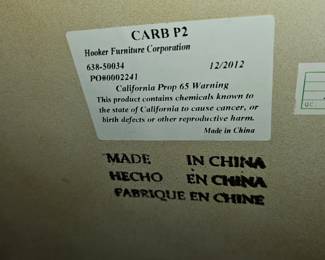 CARB P2
Hooker Furniture Corporation
638-50034 12/2012
PO#0002241
California Prop 65 Warning
This product contains chemicals known to
the state of California to cause cancer, or
birth defects or other reproductive harm.
Made in China
MADE IN CHINA
HECHO EN CHINA
FABRIQUE EN CHINE